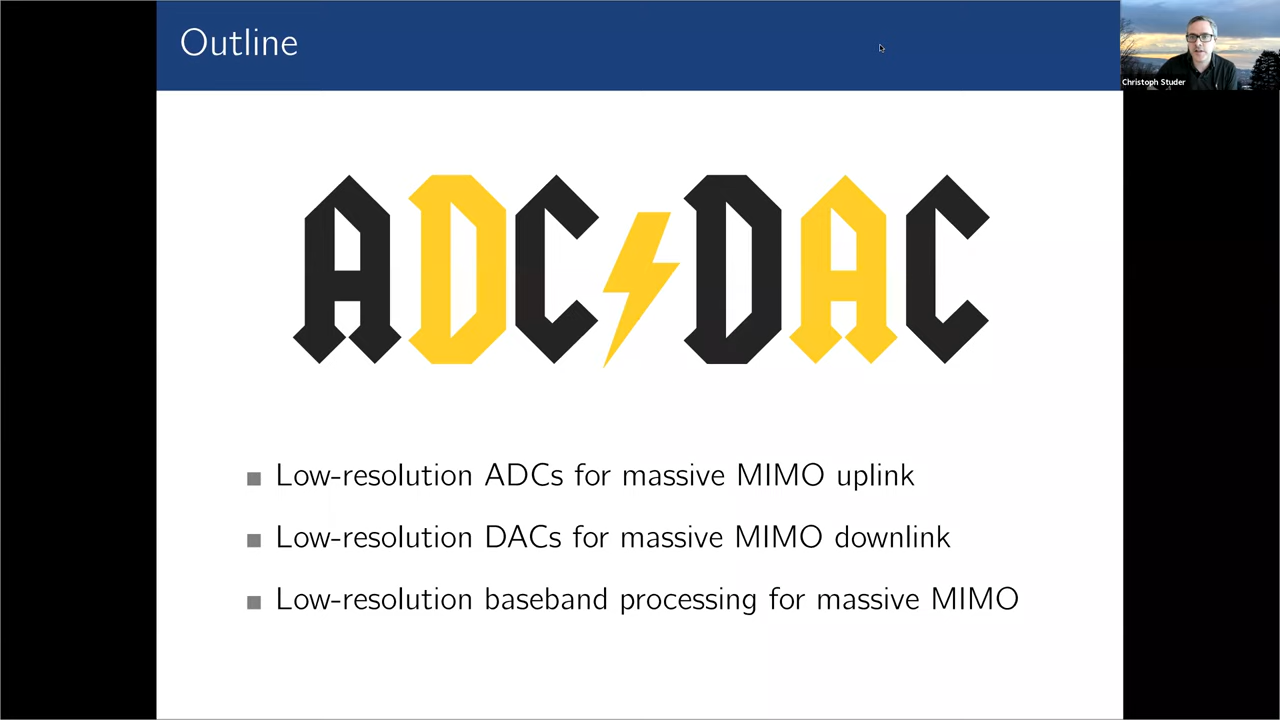 Outline
Christoph Studer
ADC⚡DAC
Low-resolution ADCs for massive MIMO uplink
Low-resolution DACs for massive MIMO downlink
Low-resolution baseband processing for massive MIMO